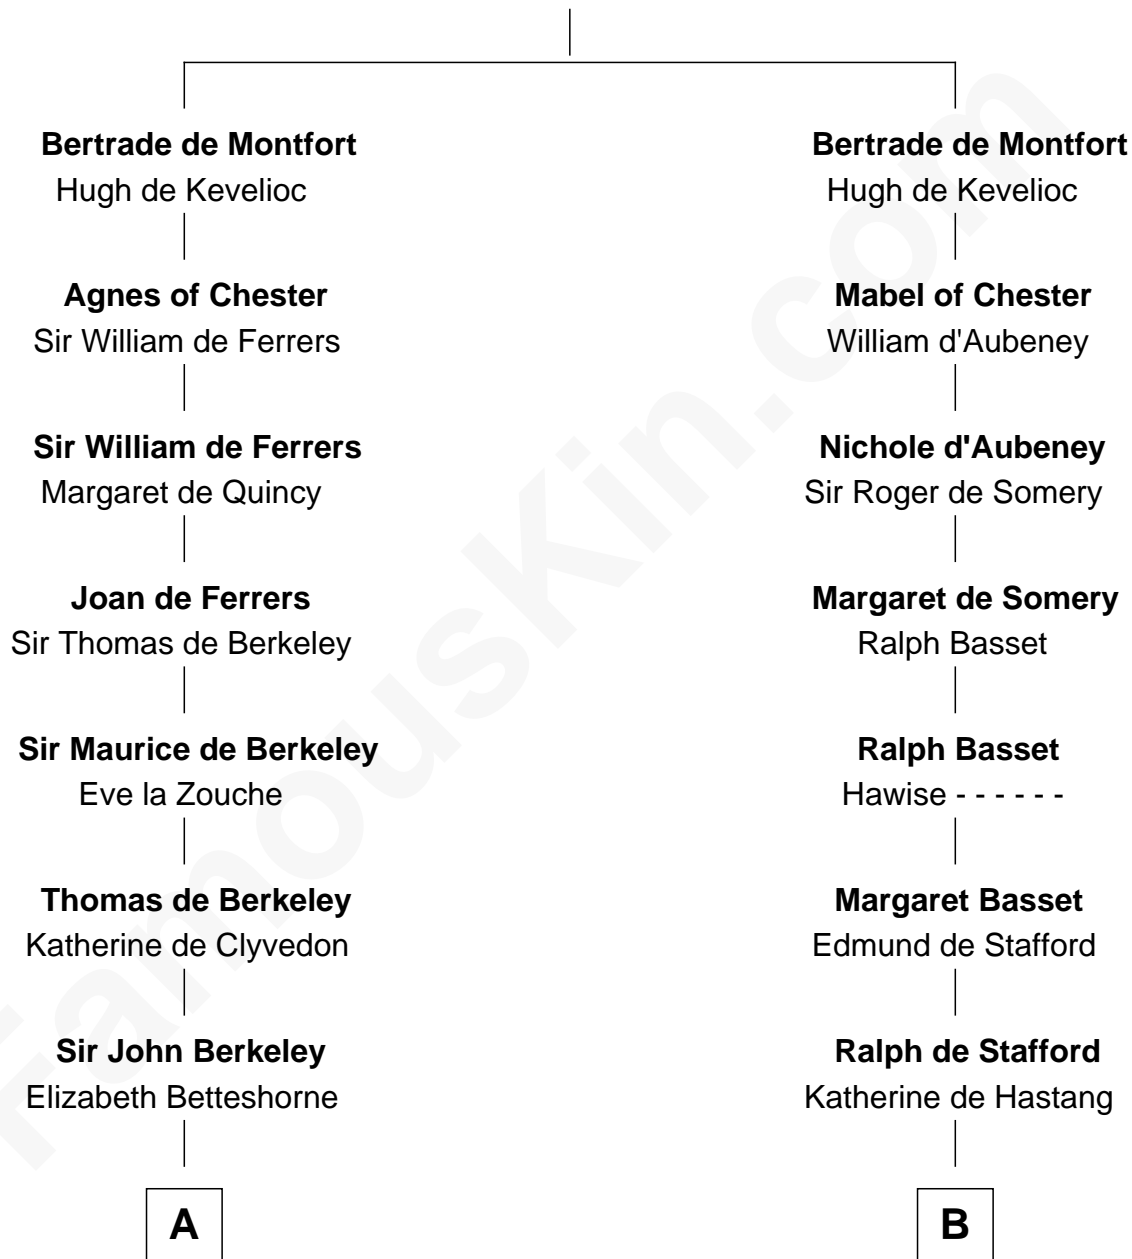 Bertrade de Montfort
Hugh de Kevelioc
Bertrade de Montfort
Hugh de Kevelioc
Agnes of Chester
Sir William de Ferrers
Mabel of Chester
William d'Aubeney
Sir William de Ferrers
Margaret de Quincy
Nichole d'Aubeney
Sir Roger de Somery
Joan de Ferrers
Sir Thomas de Berkeley
Margaret de Somery
Ralph Basset
Sir Maurice de Berkeley
Eve la Zouche
Ralph Basset
Hawise - - - - - -
Thomas de Berkeley
Katherine de Clyvedon
Margaret Basset
Edmund de Stafford
Sir John Berkeley
Elizabeth Betteshorne
Ralph de Stafford
Katherine de Hastang
A
B
FamousKin.com